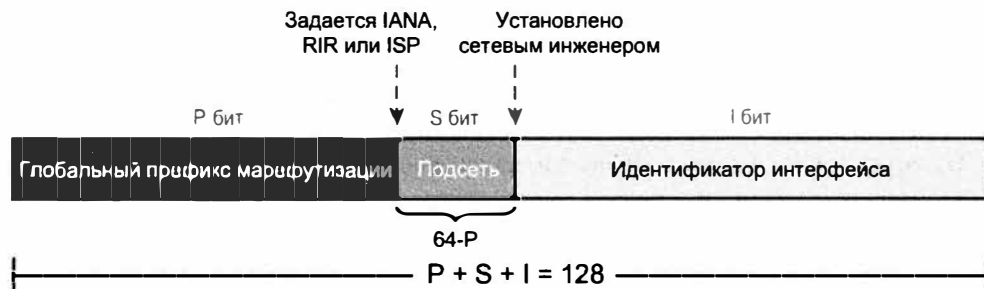 Задается IANA,
RIR или ISP
Установлено
сетевым инженером
P бит
S бит
I бит
Глобальный префикс маршрутизации
Подсеть
Идентификатор интерфейса
64-P
P + S + I = 128